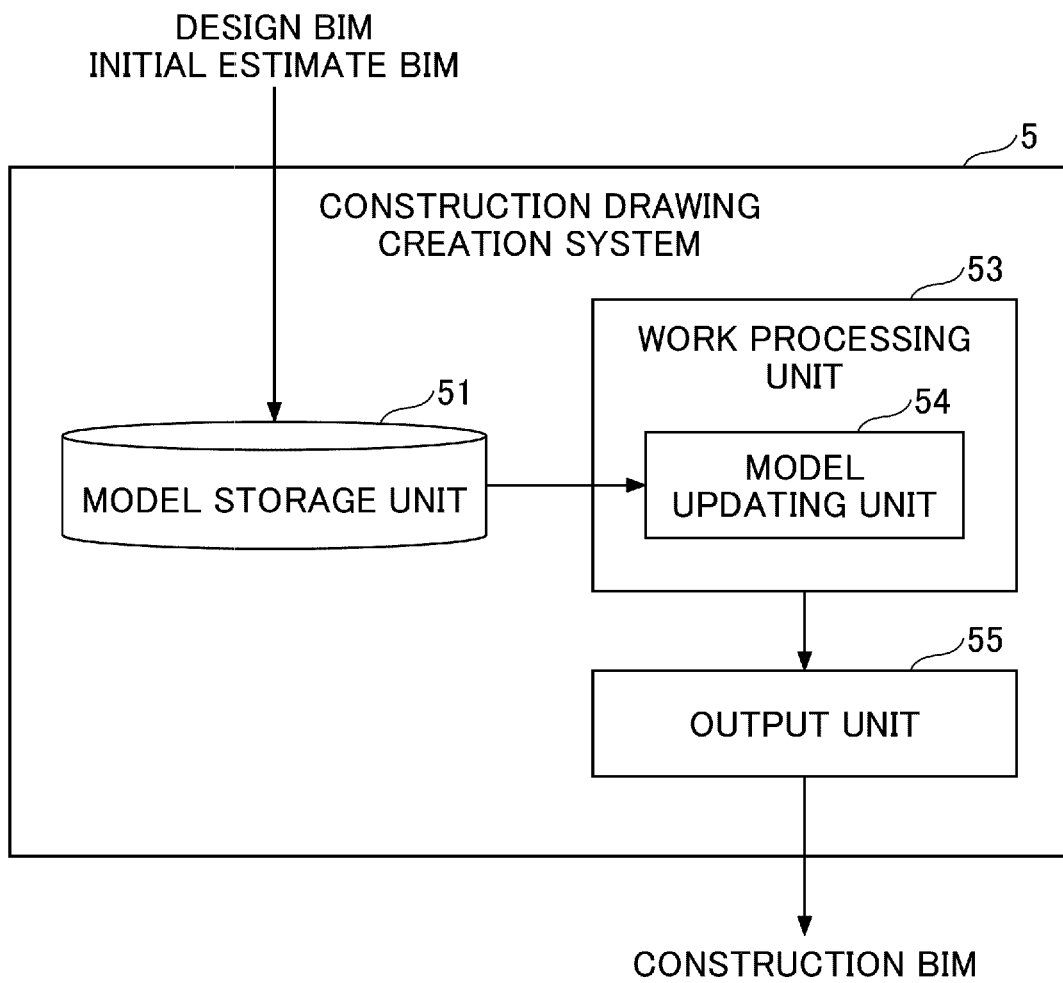 DESIGN BIM
INITIAL ESTIMATE BIM
5
CONSTRUCTION DRAWING
CREATION SYSTEM
53
WORK PROCESSING
UNIT
51
54
MODEL STORAGE UNIT
MODEL
UPDATING UNIT
55
OUTPUT UNIT
CONSTRUCTION BIM